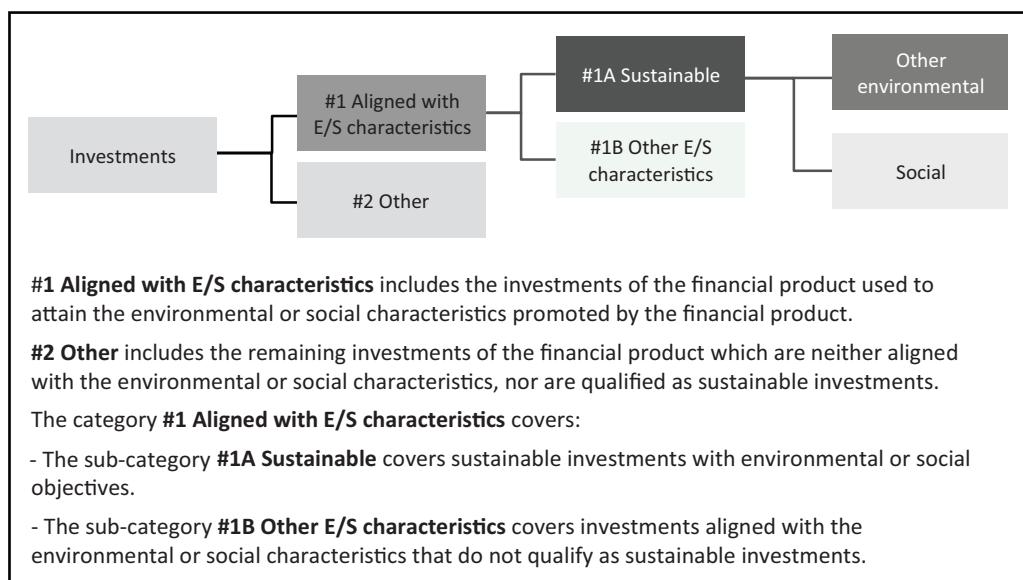 Investments
#1 Aligned with
E/S characteristics
#2 Other
#1A Sustainable
#1B Other E/S
characteristics
Other
environmental
Social
#1 Aligned with E/S characteristics includes the investments of the financial product used to
attain the environmental or social characteristics promoted by the financial product.
#2 Other includes the remaining investments of the financial product which are neither aligned
with the environmental or social characteristics, nor are qualified as sustainable investments.
The category #1 Aligned with E/S characteristics covers:
- The sub-category #1A Sustainable covers sustainable investments with environmental or social
objectives.
- The sub-category #1B Other E/S characteristics covers investments aligned with the
environmental or social characteristics that do not qualify as sustainable investments.